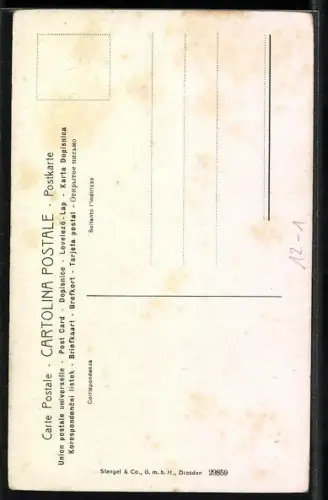 Carte Postale - CARTOLINA POSTALE - Postkarte
Union postale universelle - Post Card - Dopisnice - Levelező-Lap - Karta Dopisnica
Korespondenční lístek - Briefkaart - Brefkort - Tarjeta postal - Открытое письмо
Corrispondenza
Soltanto l'indirizzo
12-1
Stengel & Co., G. m. b. H., Dresden 29859